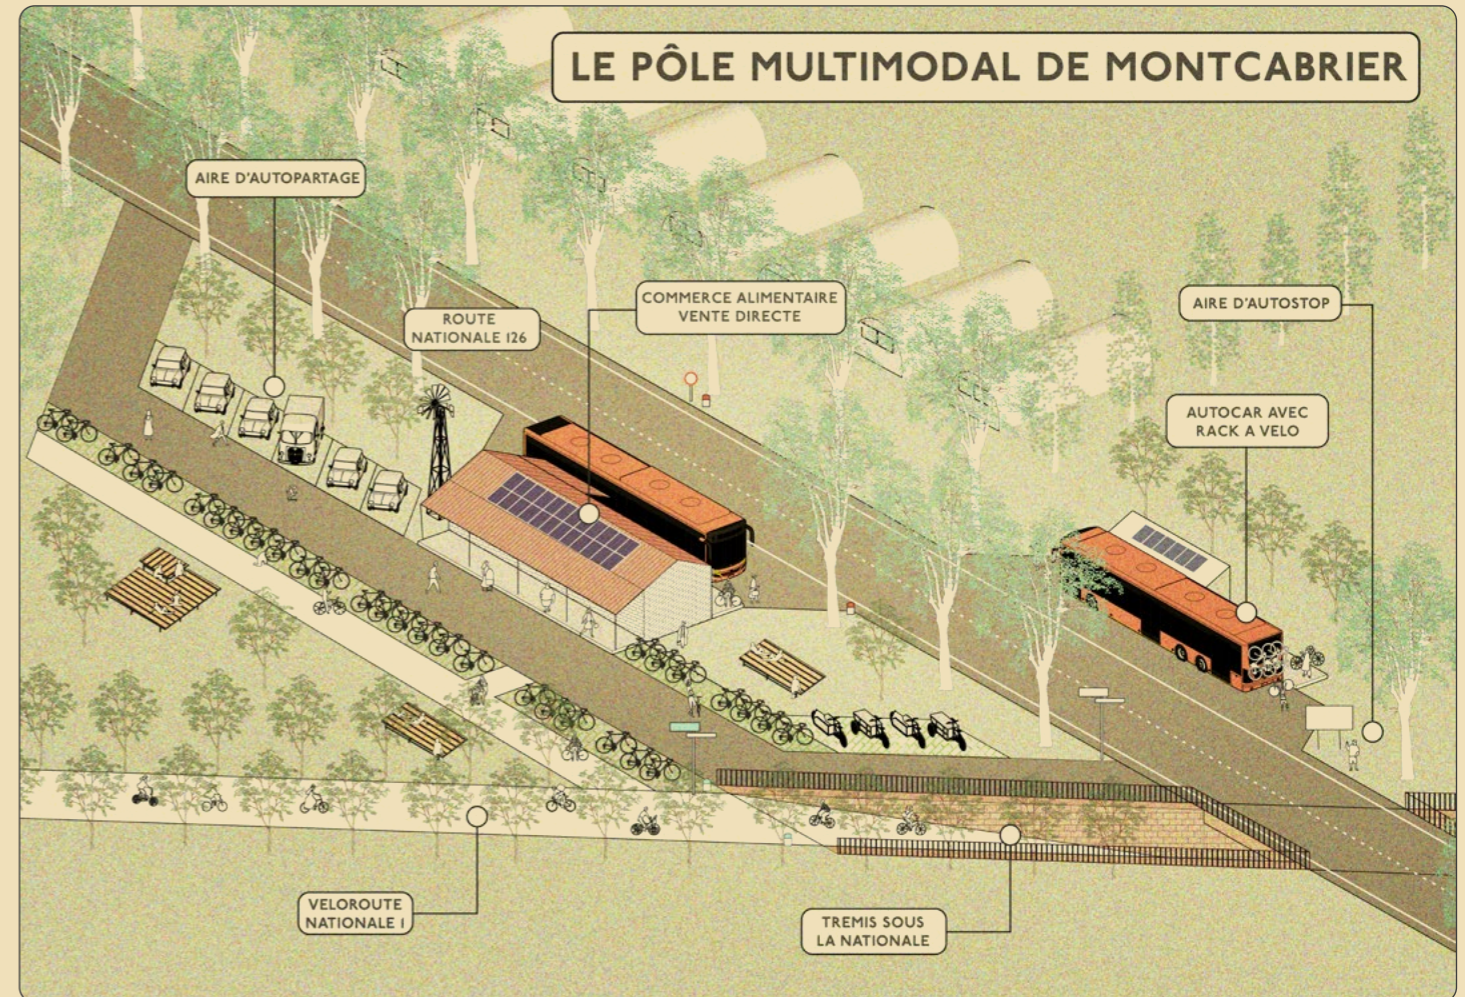 LE PÔLE MULTIMODAL DE MONTCABRIER
AIRE D'AUTOPARTAGE
ROUTE
NATIONALE 126
COMMERCE ALIMENTAIRE
VENTE DIRECTE
AIRE D'AUTOSTOP
AUTOCAR AVEC
RACK A VELO
VELOROUTE
NATIONALE 1
TREMIS SOUS
LA NATIONALE